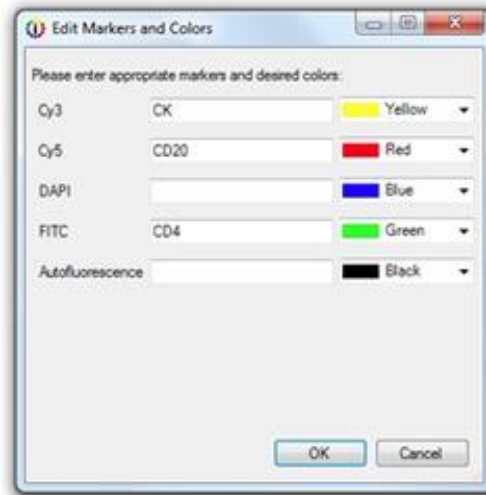 Edit Markers and Colors
Please enter appropriate markers and desired colors:
Cy3 CK Yellow
Cy5 CD20 Red
DAPI Blue
FITC CD4 Green
Autofluorescence Black
OK Cancel